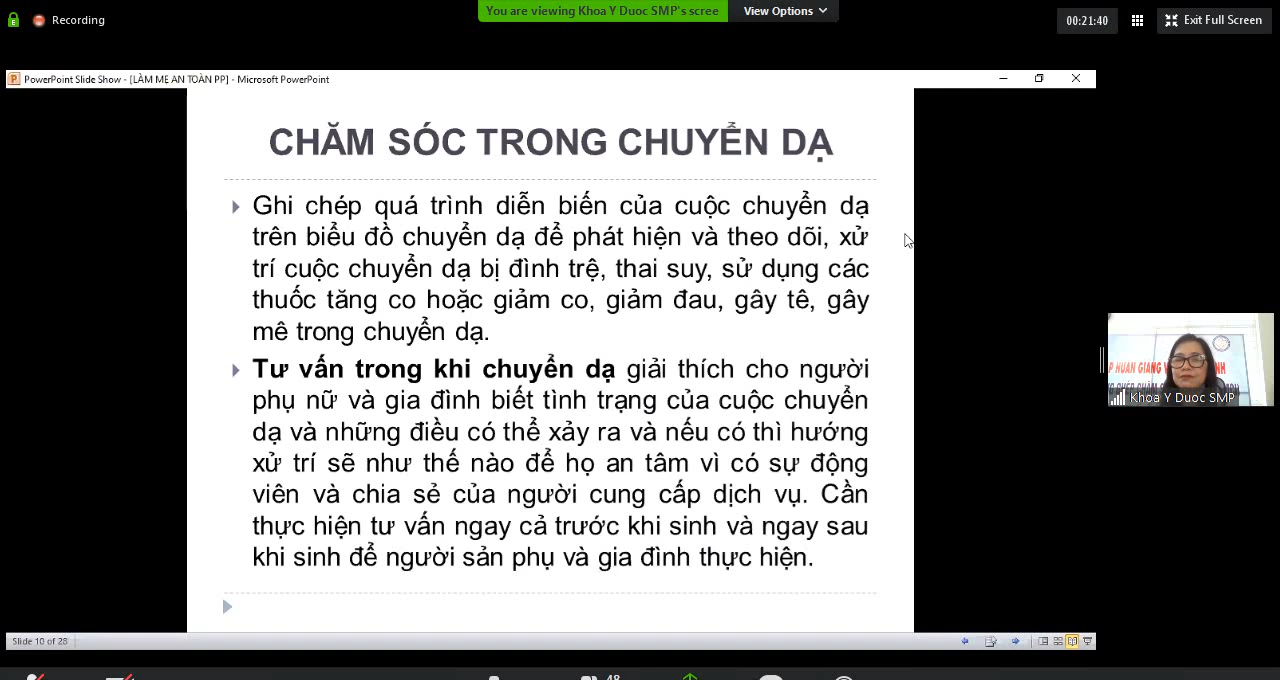 Recording
You are viewing Khoa Y Duoc SMP's scree
View Options
00:21:40
Exit Full Screen
PowerPoint Slide Show - [LÀM MẸ AN TOÀN PP] - Microsoft PowerPoint
CHĂM SÓC TRONG CHUYỂN DẠ
Ghi chép quá trình diễn biến của cuộc chuyển dạ
trên biểu đồ chuyển dạ để phát hiện và theo dõi, xử
trí cuộc chuyển dạ bị đình trệ, thai suy, sử dụng các
thuốc tăng co hoặc giảm co, giảm đau, gây tê, gây
mê trong chuyển dạ.
Tư vấn trong khi chuyển dạ giải thích cho người
phụ nữ và gia đình biết tình trạng của cuộc chuyển
dạ và những điều có thể xảy ra và nếu có thì hướng
xử trí sẽ như thế nào để họ an tâm vì có sự động
viên và chia sẻ của người cung cấp dịch vụ. Cần
thực hiện tư vấn ngay cả trước khi sinh và ngay sau
khi sinh để người sản phụ và gia đình thực hiện.
P HUẤN GIẢNG
Khoa Y Duoc SMP
Slide 10 of 28
48